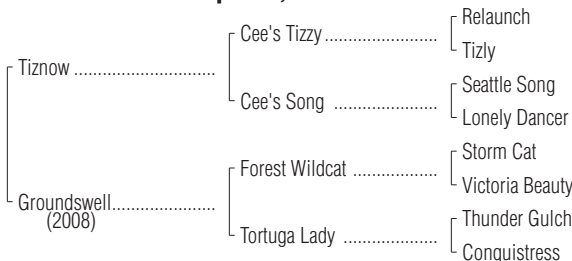 Relaunch
Cee's Tizzy
Tizly
Tiznow
Seattle Song
Cee's Song
Lonely Dancer
Storm Cat
Forest Wildcat
Victoria Beauty
Groundswell
(2008)
Thunder Gulch
Tortuga Lady
Conquistress